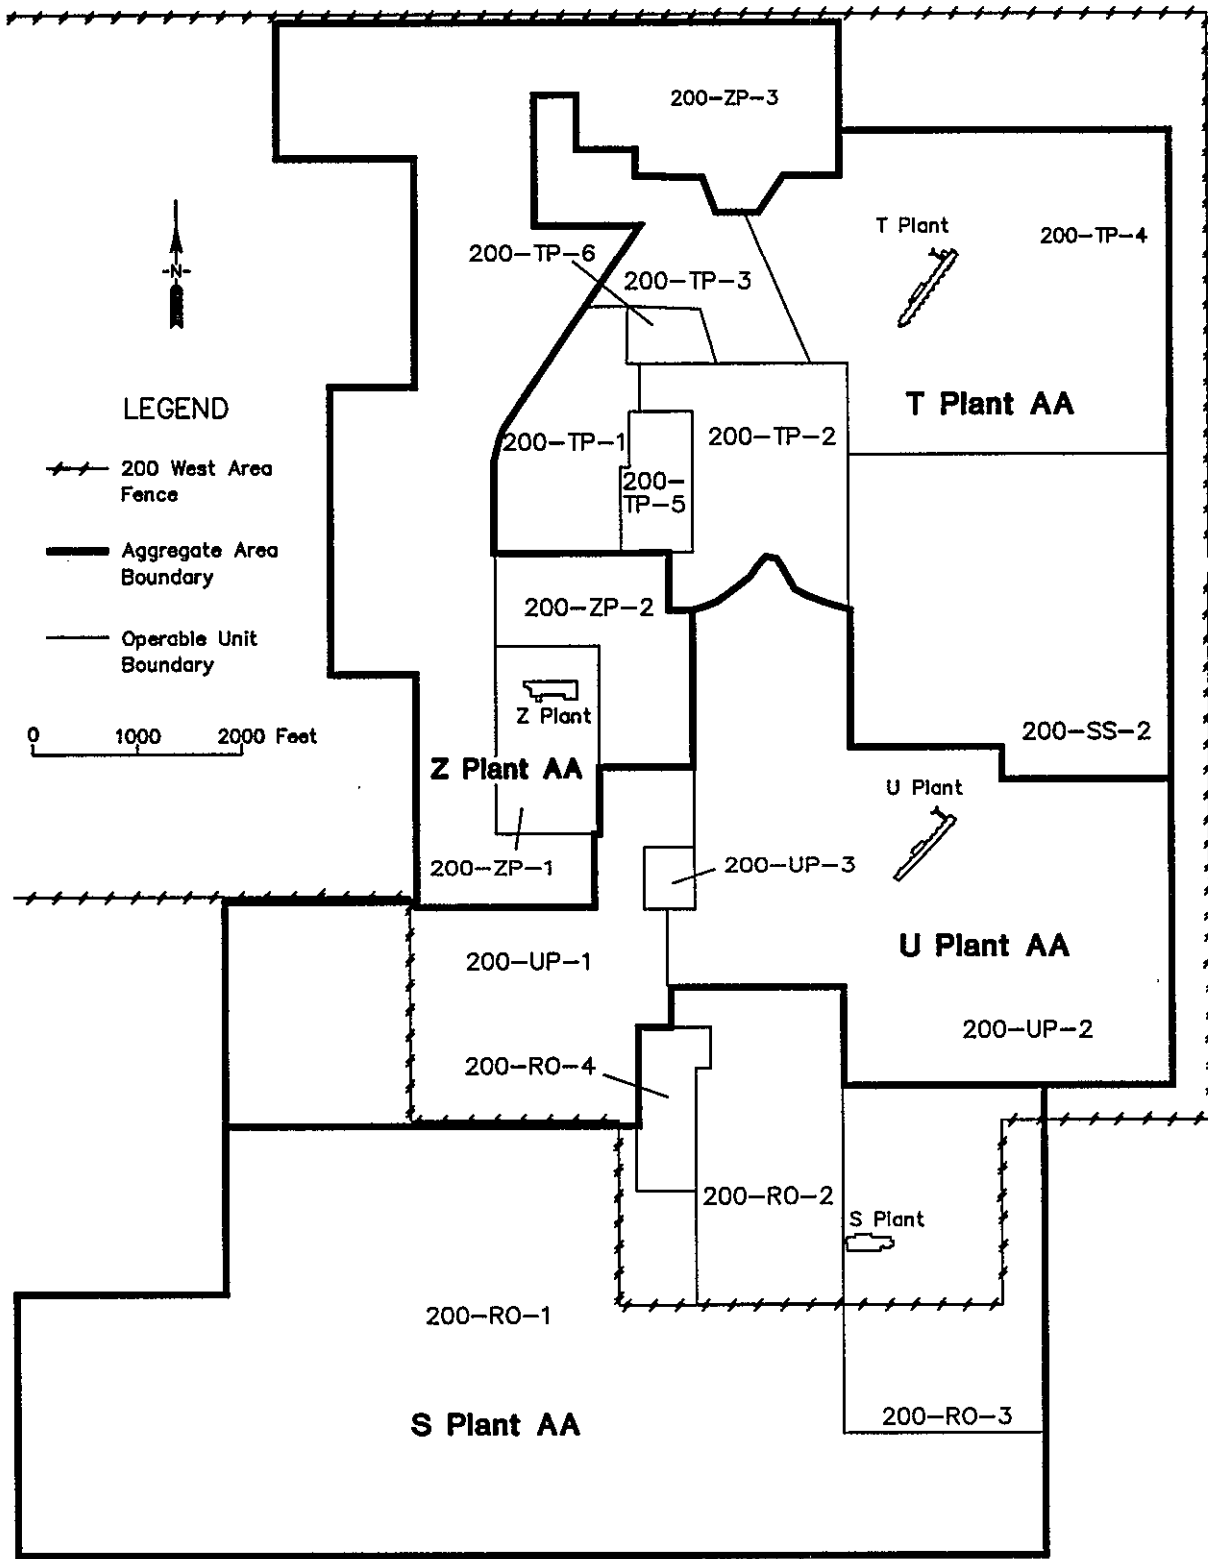 200-ZP-3
T Plant
200-TP-4
200-TP-6
200-TP-3
-N-
LEGEND
T Plant AA
200-TP-1
200-TP-2
200 West Area
Fence
200-
TP-5
Aggregate Area
Boundary
200-ZP-2
Operable Unit
Boundary
Z Plant
0 1000 2000 Feet
200-SS-2
Z Plant AA
U Plant
200-ZP-1
200-UP-3
200-UP-1
U Plant AA
200-UP-2
200-RO-4
200-RO-2
S Plant
200-RO-1
200-RO-3
S Plant AA